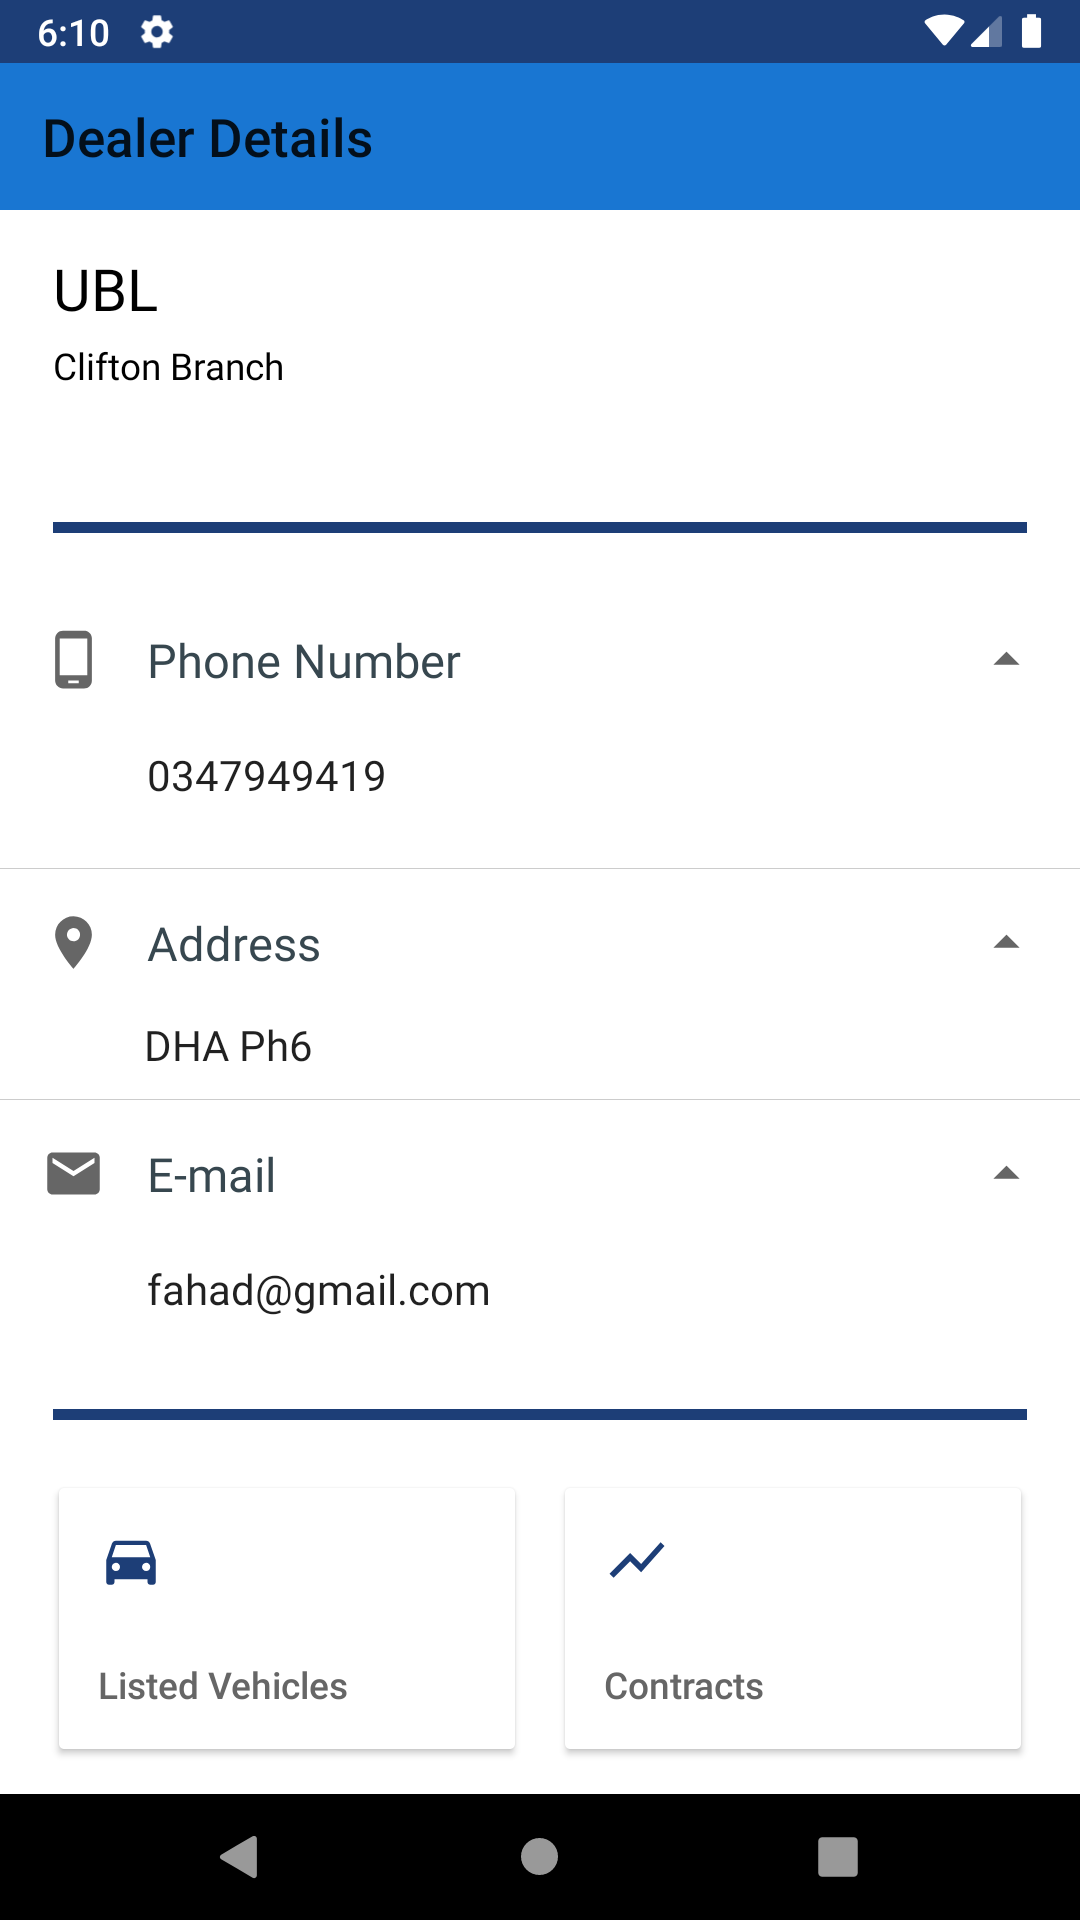 6:10
Dealer Details
UBL
Clifton Branch
Phone Number
0347949419
Address
DHA Ph6
E-mail
fahad@gmail.com
Listed Vehicles
Contracts